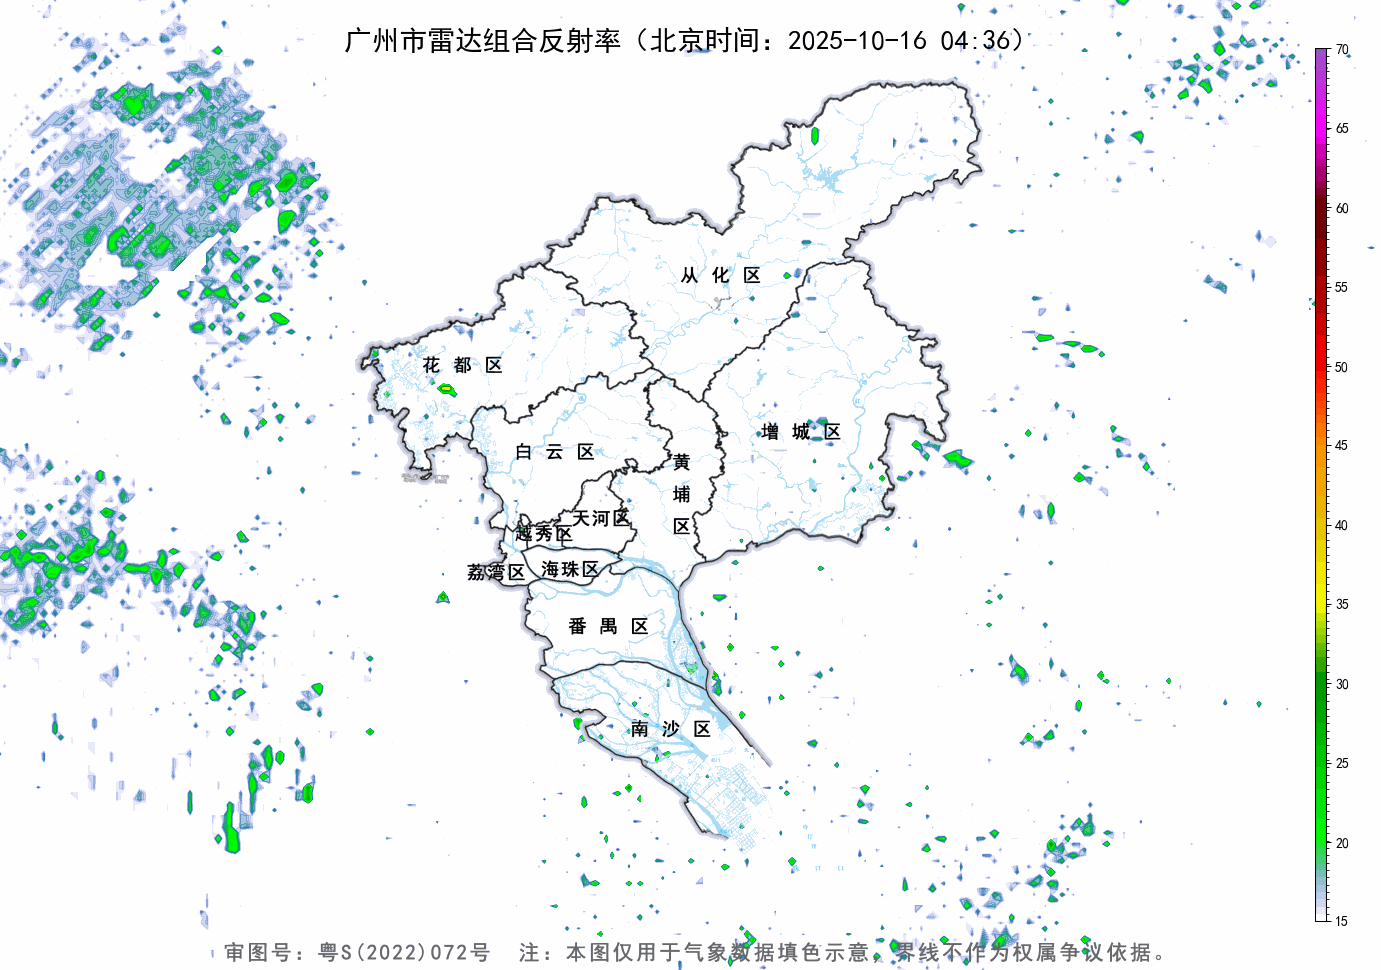 广州市雷达组合反射率（北京时间：2025-10-16 04:36）
70
65
60
55
50
45
40
35
30
25
20
15
从化区
花都区
增城区
白云区
黄埔区
天河区
越秀区
海珠区
荔湾区
番禺区
南沙区
审图号：粤S(2022)072号 注：本图仅用于气象数据填色示意，界线不作为权属争议依据。